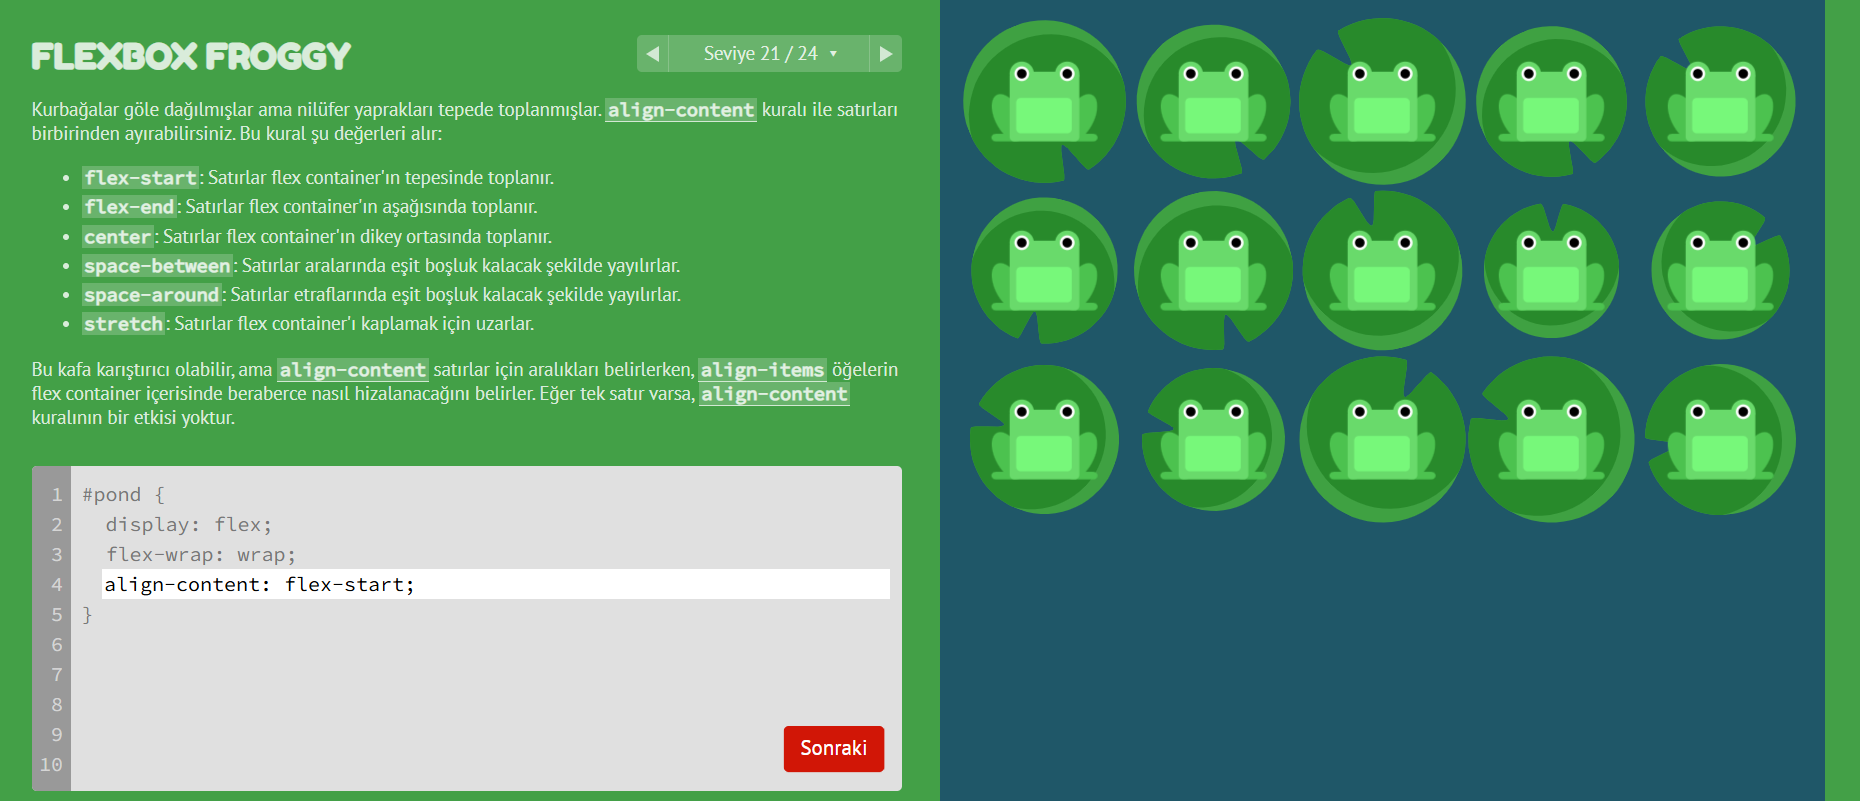 FLEXBOX FROGGY
◀ Seviye 21 / 24 ▾ ▶
Kurbağalar göle dağılmışlar ama nilüfer yaprakları tepede toplanmışlar. align-content kuralı ile satırları
birbirinden ayırabilirsiniz. Bu kural şu değerleri alır:
• flex-start: Satırlar flex container'ın tepesinde toplanır.
• flex-end: Satırlar flex container'ın aşağısında toplanır.
• center: Satırlar flex container'ın dikey ortasında toplanır.
• space-between: Satırlar aralarında eşit boşluk kalacak şekilde yayılırlar.
• space-around: Satırlar etraflarında eşit boşluk kalacak şekilde yayılırlar.
• stretch: Satırlar flex container'ı kaplamak için uzarlar.
Bu kafa karıştırıcı olabilir, ama align-content satırlar için aralıkları belirlerken, align-items öğelerin
flex container içerisinde beraberce nasıl hizalanacağını belirler. Eğer tek satır varsa, align-content
kuralının bir etkisi yoktur.
1 #pond {
2 display: flex;
3 flex-wrap: wrap;
4 align-content: flex-start;
5 }
6
7
8
9
10
Sonraki